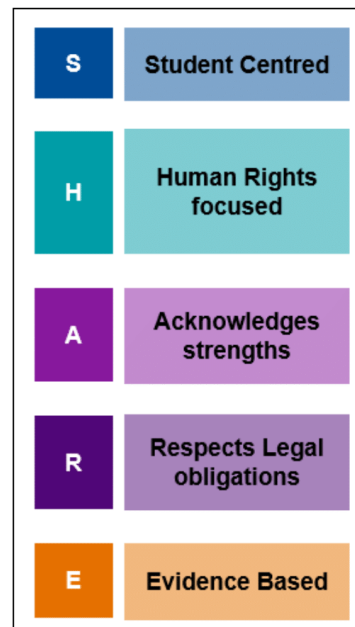 S
Student Centred
H
Human Rights
focused
A
Acknowledges
strengths
R
Respects Legal
obligations
E
Evidence Based